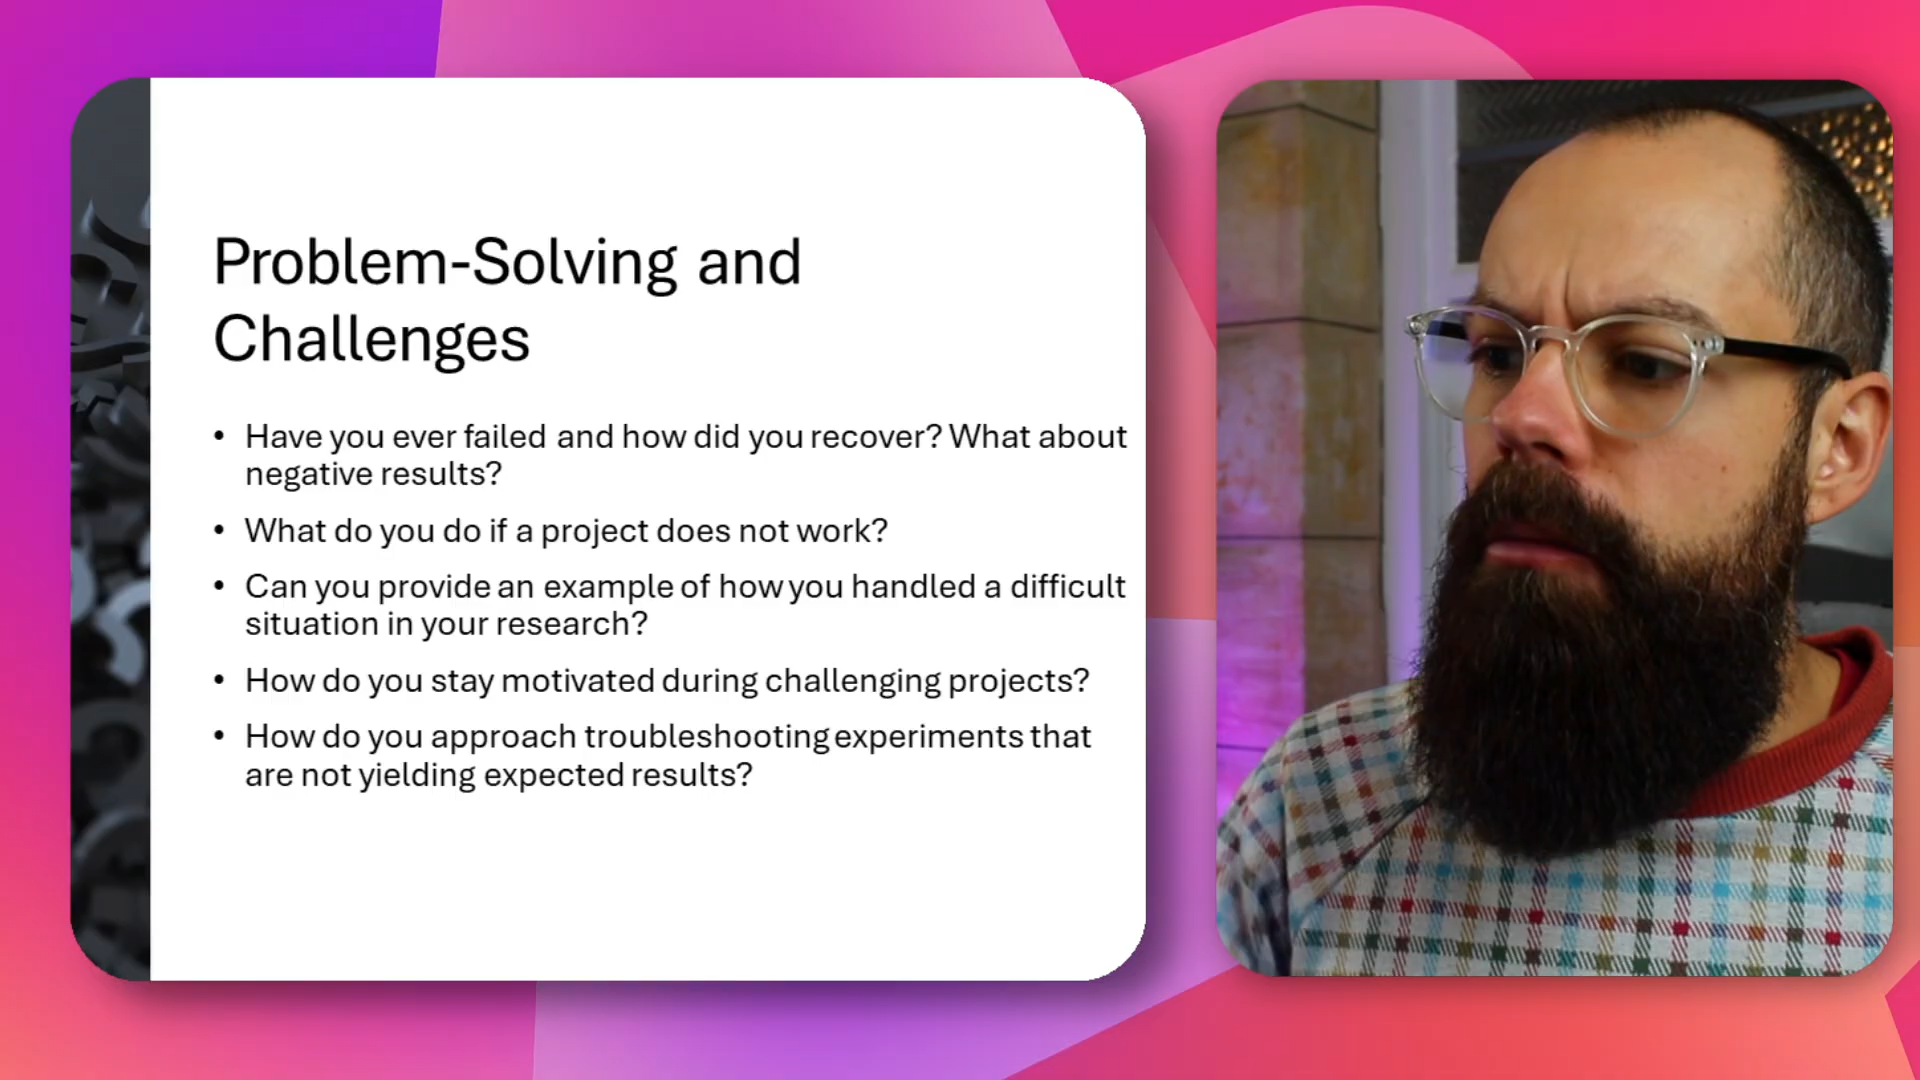 Problem-Solving and
Challenges
• Have you ever failed and how did you recover? What about
negative results?
• What do you do if a project does not work?
• Can you provide an example of how you handled a difficult
situation in your research?
• How do you stay motivated during challenging projects?
• How do you approach troubleshooting experiments that
are not yielding expected results?